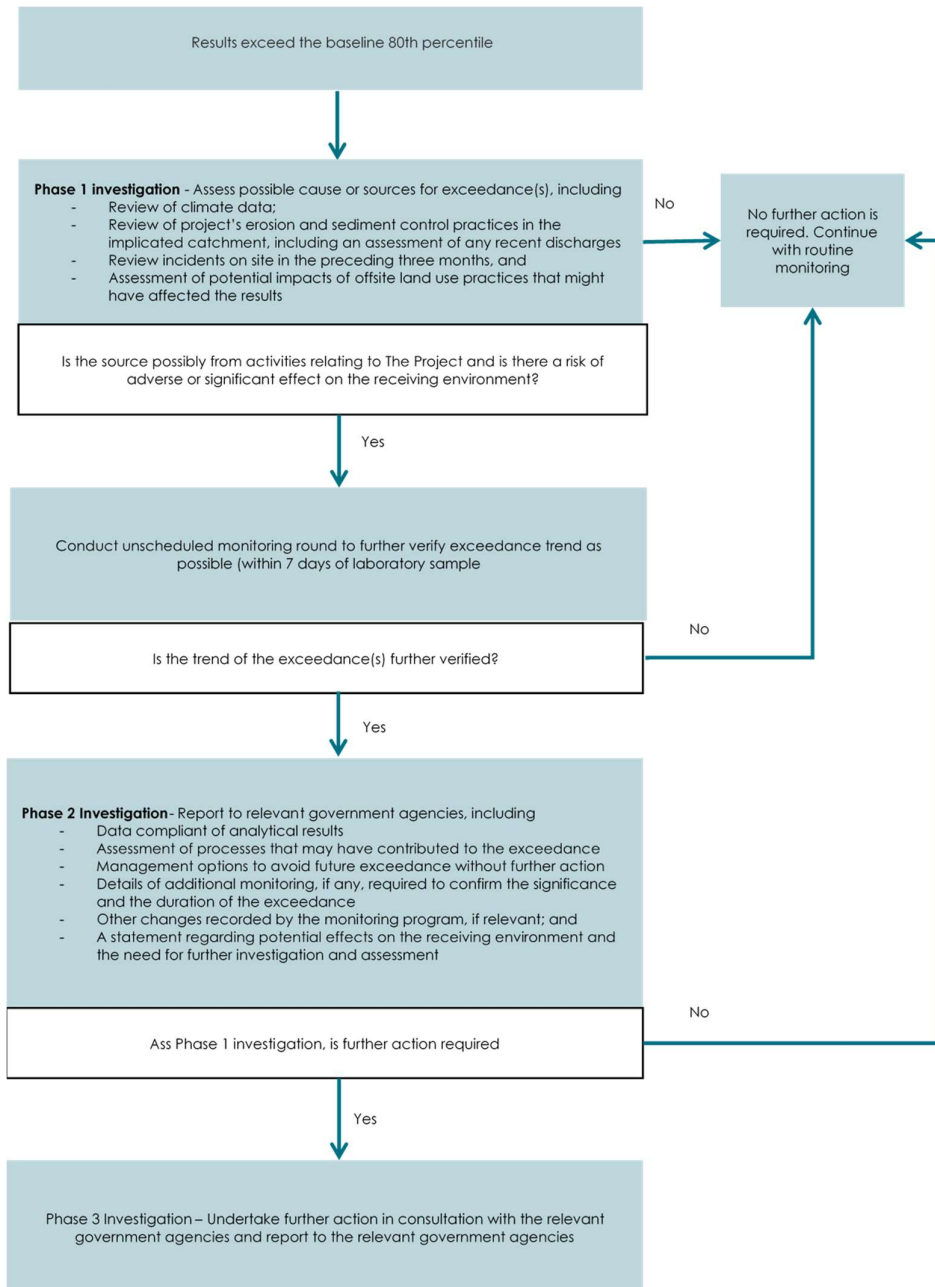 Results exceed the baseline 80th percentile
Phase 1 investigation - Assess possible cause or sources for exceedance(s), including
- Review of climate data;
- Review of project's erosion and sediment control practices in the
implicated catchment, including an assessment of any recent discharges
- Review incidents on site in the preceding three months, and
- Assessment of potential impacts of offsite land use practices that might
have affected the results
No
No further action is
required. Continue
with routine
monitoring
Is the source possibly from activities relating to The Project and is there a risk of
adverse or significant effect on the receiving environment?
Yes
Conduct unscheduled monitoring round to further verify exceedance trend as
possible (within 7 days of laboratory sample
No
Is the trend of the exceedance(s) further verified?
Yes
Phase 2 Investigation- Report to relevant government agencies, including
- Data compliant of analytical results
- Assessment of processes that may have contributed to the exceedance
- Management options to avoid future exceedance without further action
- Details of additional monitoring, if any, required to confirm the significance
and the duration of the exceedance
- Other changes recorded by the monitoring program, if relevant; and
- A statement regarding potential effects on the receiving environment and
the need for further investigation and assessment
No
Ass Phase 1 investigation, is further action required
Yes
Phase 3 Investigation – Undertake further action in consultation with the relevant
government agencies and report to the relevant government agencies